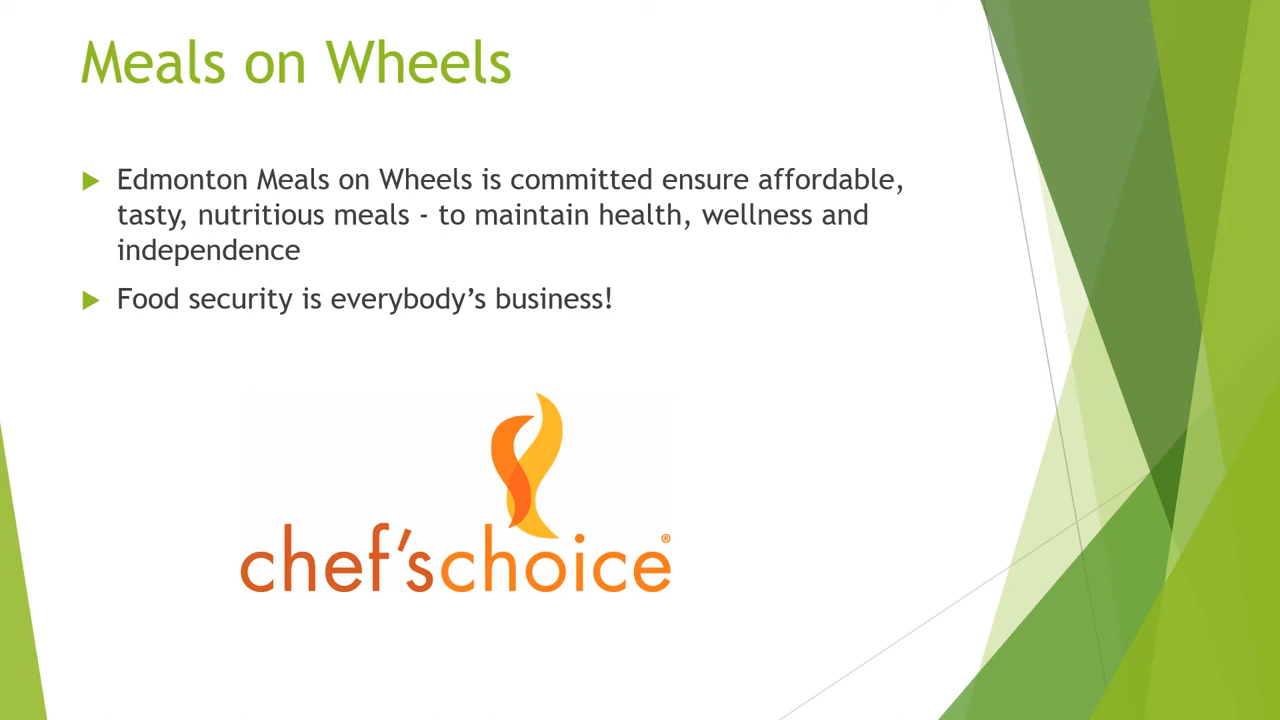 Meals on Wheels
Edmonton Meals on Wheels is committed ensure affordable,
tasty, nutritious meals - to maintain health, wellness and
independence
Food security is everybody’s business!
chef’schoice®